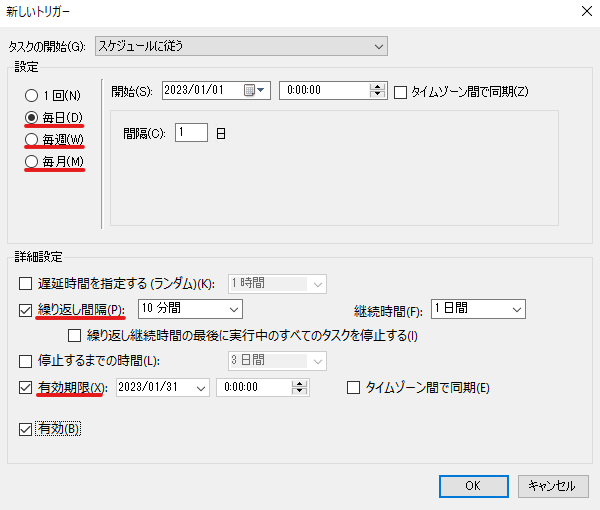 新しいトリガー
タスクの開始(G): スケジュールに従う
設定
1 回(N)
毎日(D)
毎週(W)
毎月(M)
開始(S): 2023/01/01 0:00:00 タイムゾーン間で同期(Z)
間隔(C): 1 日
詳細設定
遅延時間を指定する (ランダム)(K): 1 時間
繰り返し間隔(P): 10 分間 継続時間(F): 1 日間
繰り返し継続時間の最後に実行中のすべてのタスクを停止する(I)
停止するまでの時間(L): 3 日間
有効期限(X): 2023/01/31 0:00:00 タイムゾーン間で同期(E)
有効(B)
OK キャンセル